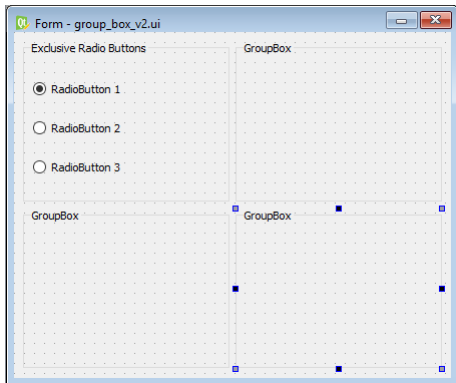 Form - group_box_v2.ui
Exclusive Radio Buttons
GroupBox
RadioButton 1
RadioButton 2
RadioButton 3
GroupBox
GroupBox